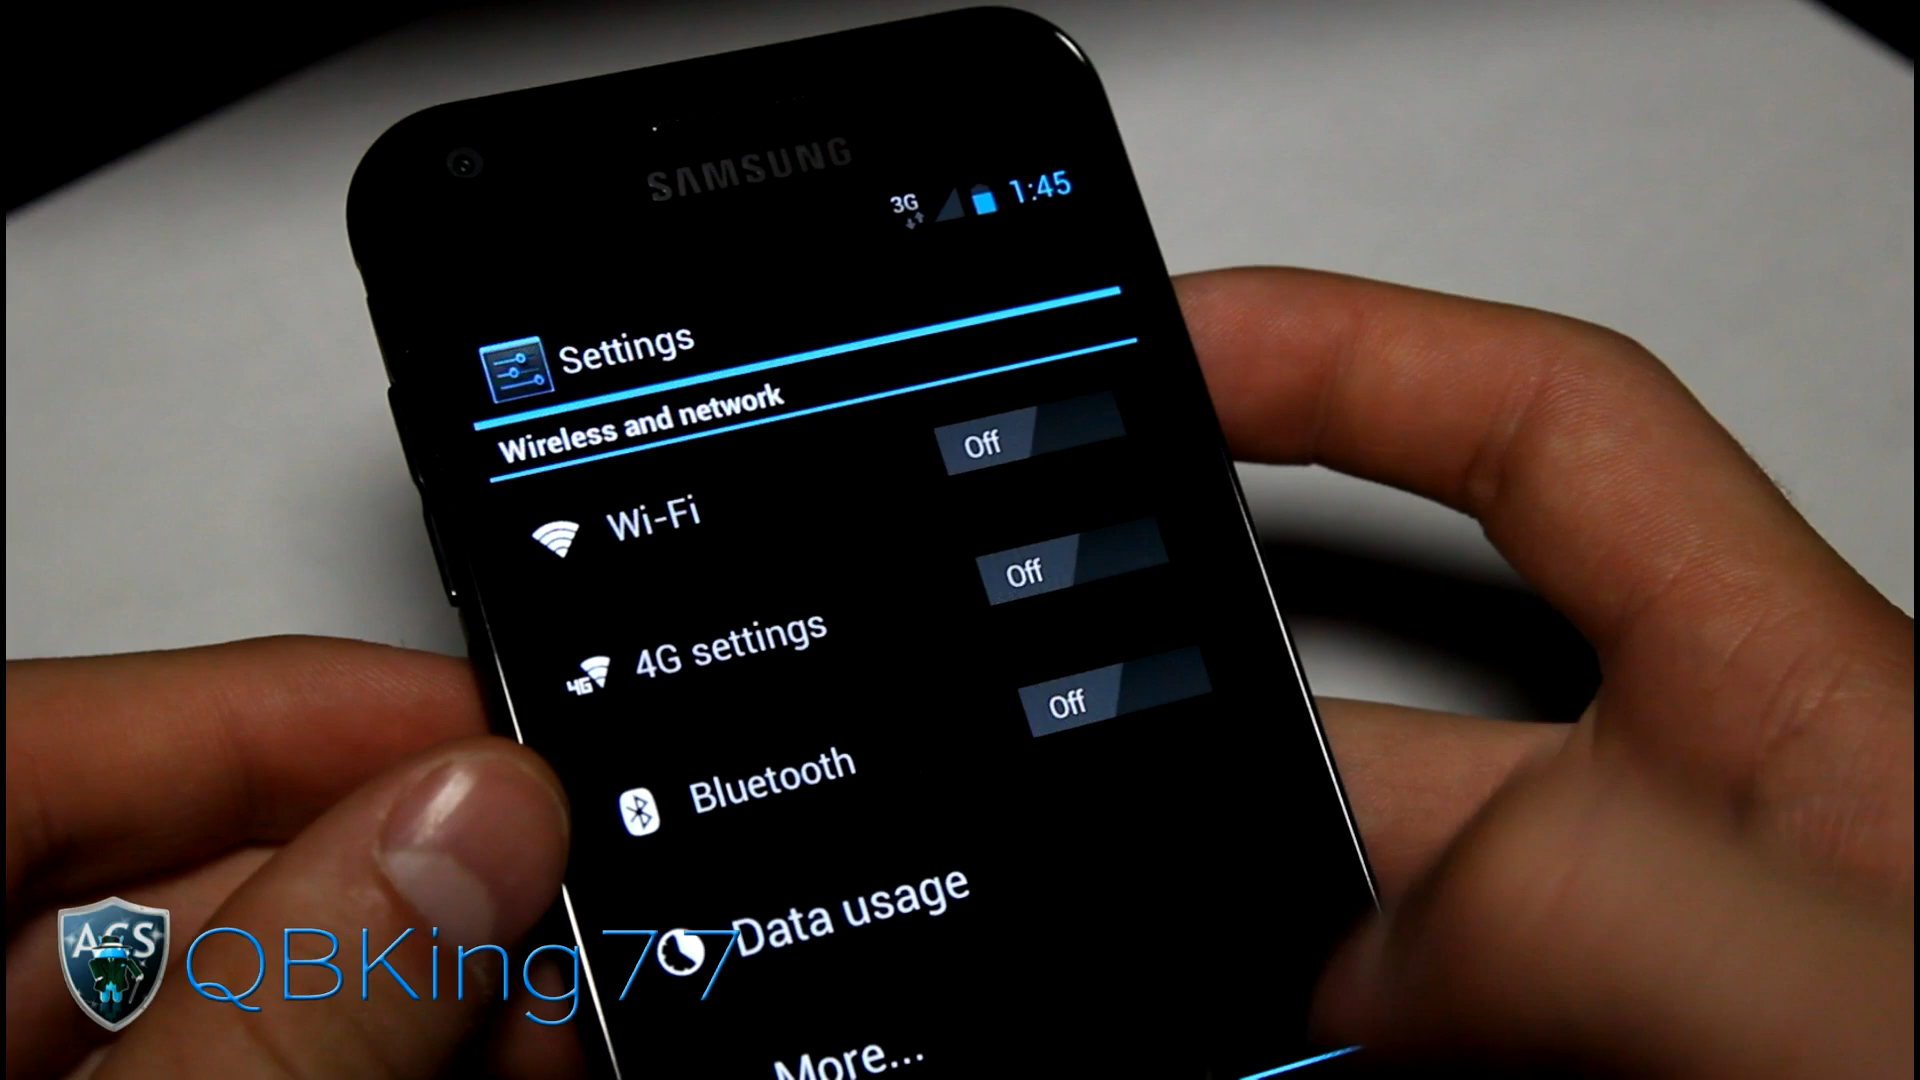 SAMSUNG
3G 1:45
Settings
Wireless and network
Wi-Fi Off
4G settings Off
Bluetooth Off
Data usage
More...
ACS QBKing77